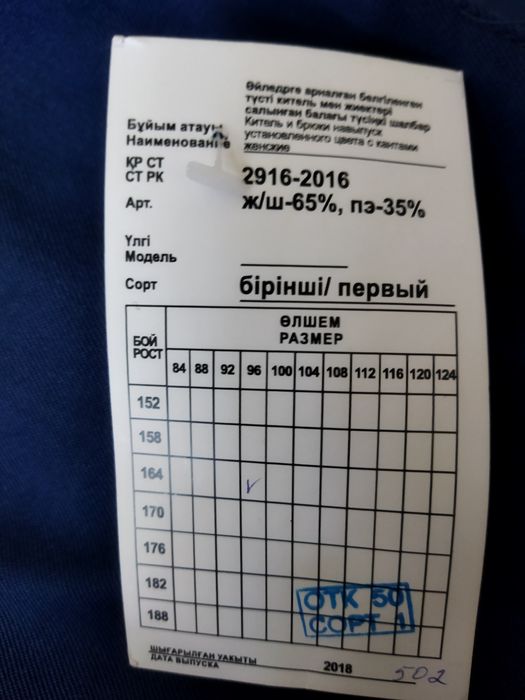 Өйелдерге арналған белгіленген
түсті китель мен жиектері
салынған балағы түсіңкі шалбар
Китель и брюки навыпуск
установленного цвета с кантами
женские
Бұйым атауы
Наименование
ҚР СТ
СТ РК 2916-2016
Арт. ж/ш-65%, пэ-35%
Үлгі
Модель
Сорт бірінші/ первый
БОЙ
РОСТ
ӨЛШЕМ
РАЗМЕР
84 88 92 96 100 104 108 112 116 120 124
152
158
164 V
170
176
182
188
ОТК 50
СОРТ 1
ШЫҒАРЫЛҒАН УАҚЫТЫ
ДАТА ВЫПУСКА 2018 502